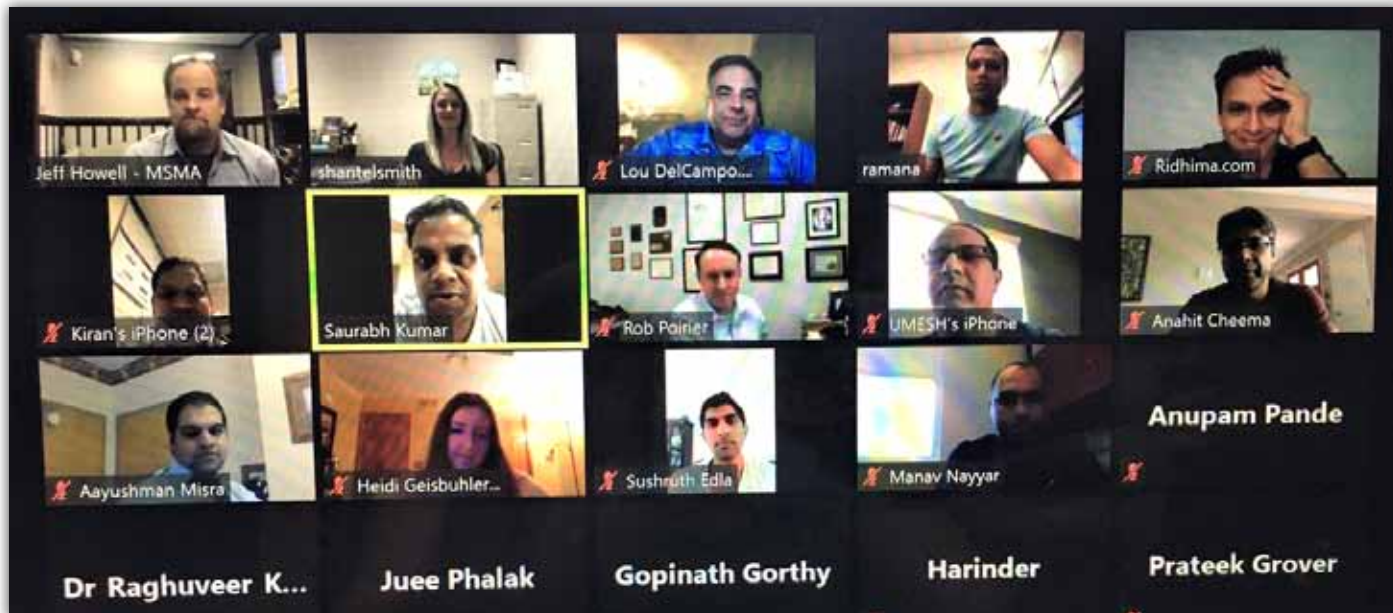 Jeff Howell - MSMA
shantelsmith
Lou DelCampo....
ramana
Ridhima.com
Kiran's iPhone (2)
Saurabh Kumar
Rob Poirier
UMESH's iPhone
Anahit Cheema
Aayushman Misra
Heidi Geisbuhler...
Sushruth Edla
Manav Nayyar
Anupam Pande
Dr Raghuveer K...
Juee Phalak
Gopinath Gorthy
Harinder
Prateek Grover